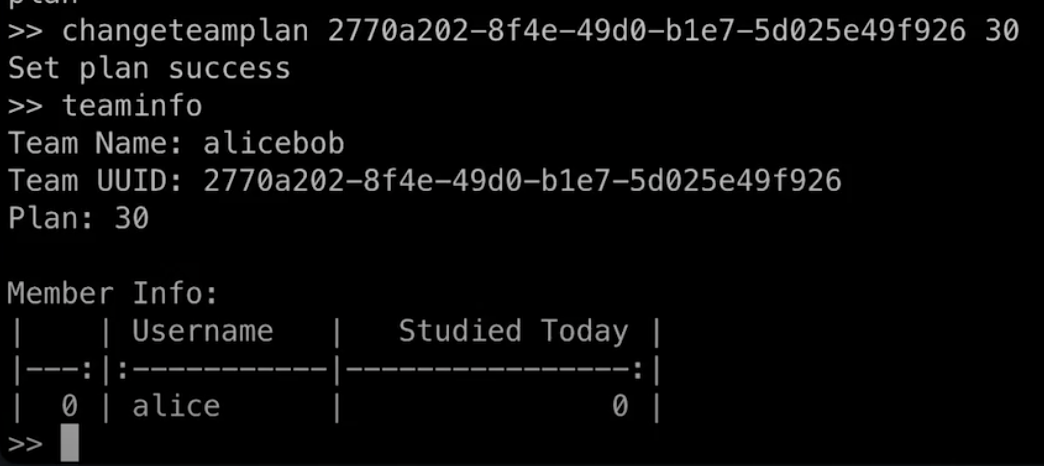 plan
>> changeteamplan 2770a202-8f4e-49d0-b1e7-5d025e49f926 30
Set plan success
>> teaminfo
Team Name: alicebob
Team UUID: 2770a202-8f4e-49d0-b1e7-5d025e49f926
Plan: 30
Member Info:
|    | Username    |   Studied Today |
|---:|:-----------|----------------:|
|  0 | alice       |               0 |
>>